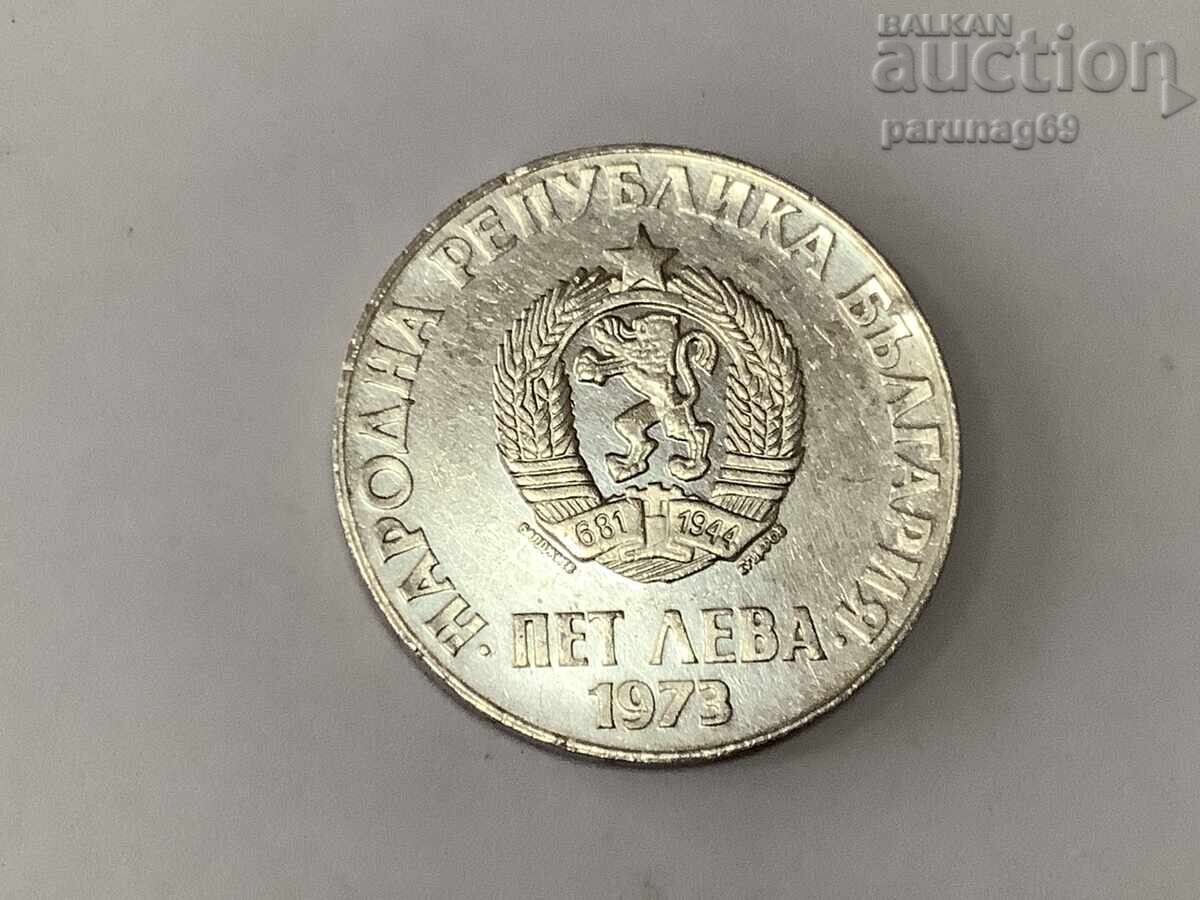 BALKAN
auction
parunag69
· НАРОДНА РЕПУБЛИКА БЪЛГАРИЯ ·
681 1944
ПЕТ ЛЕВА
1973